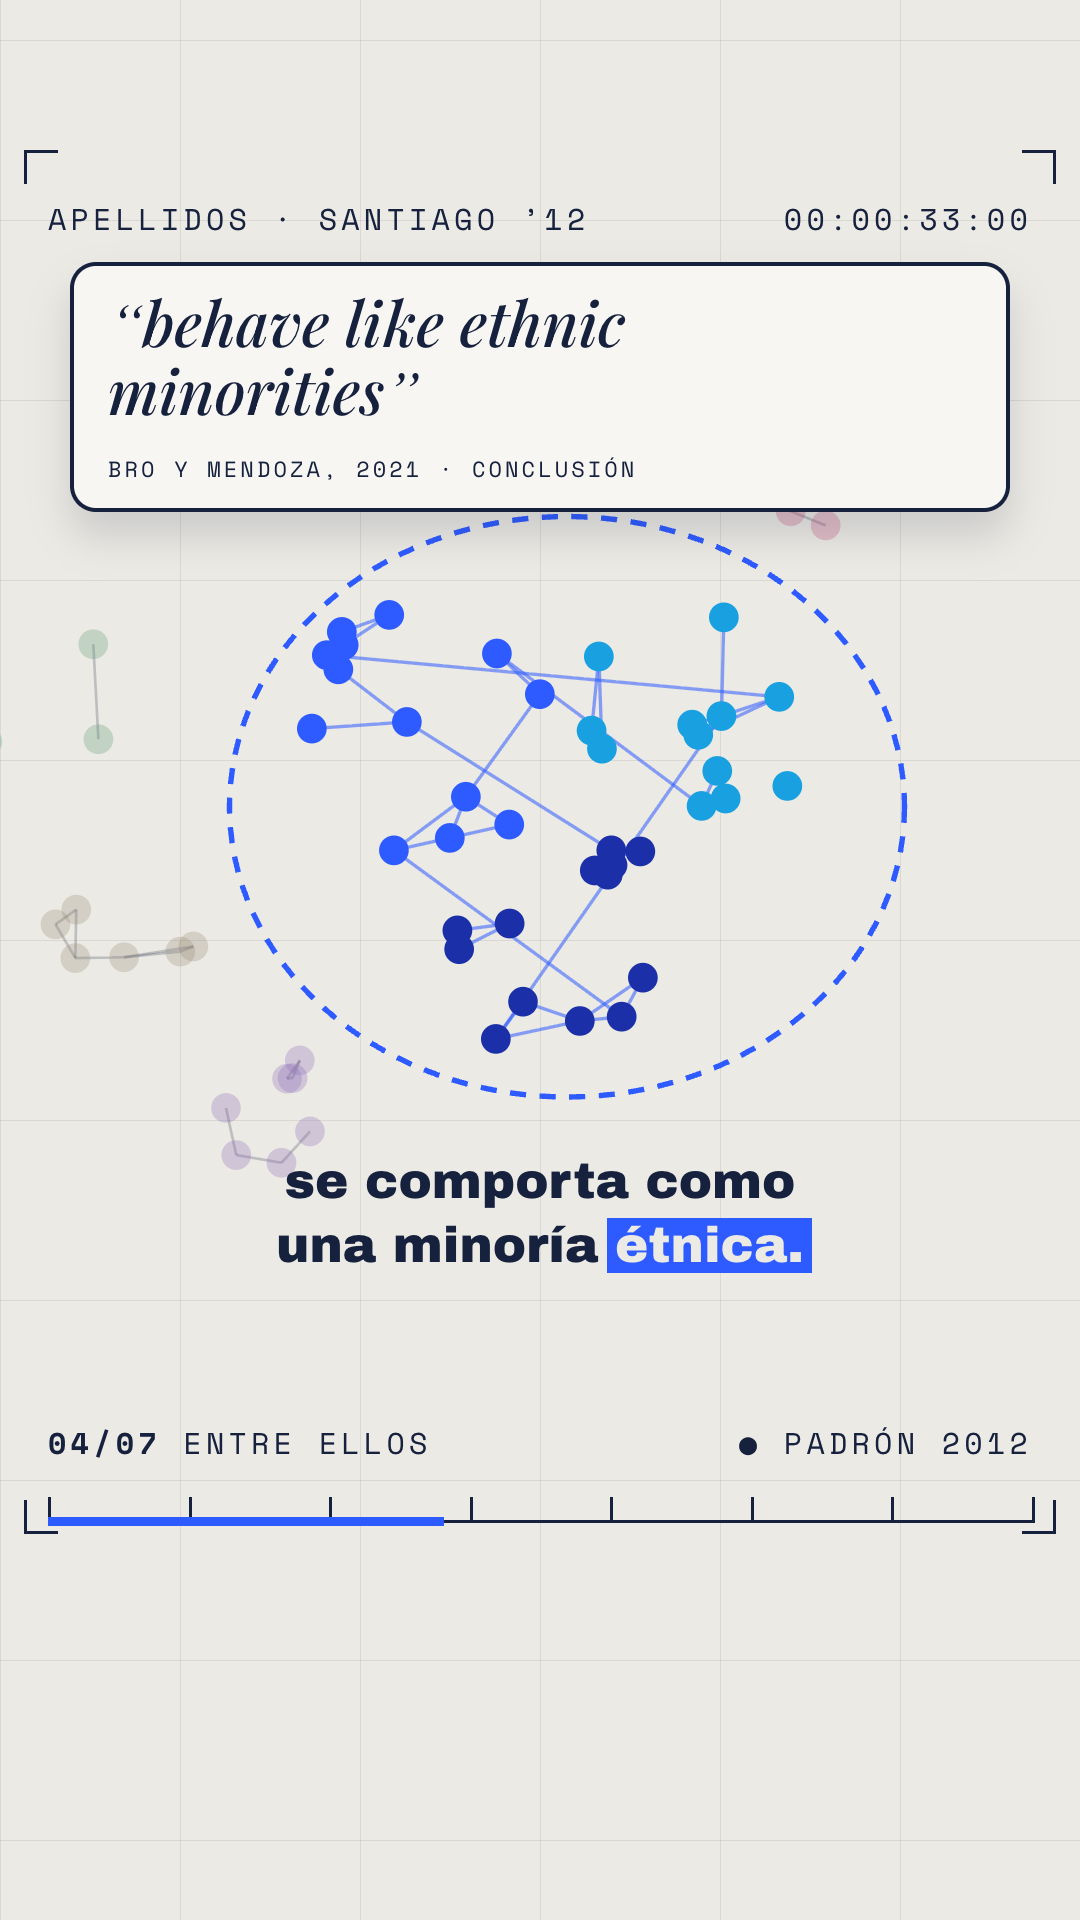 APELLIDOS · SANTIAGO ’12 00:00:33:00
“behave like ethnic
minorities”
BRO Y MENDOZA, 2021 · CONCLUSIÓN
se comporta como
una minoría étnica.
04/07 ENTRE ELLOS ● PADRÓN 2012